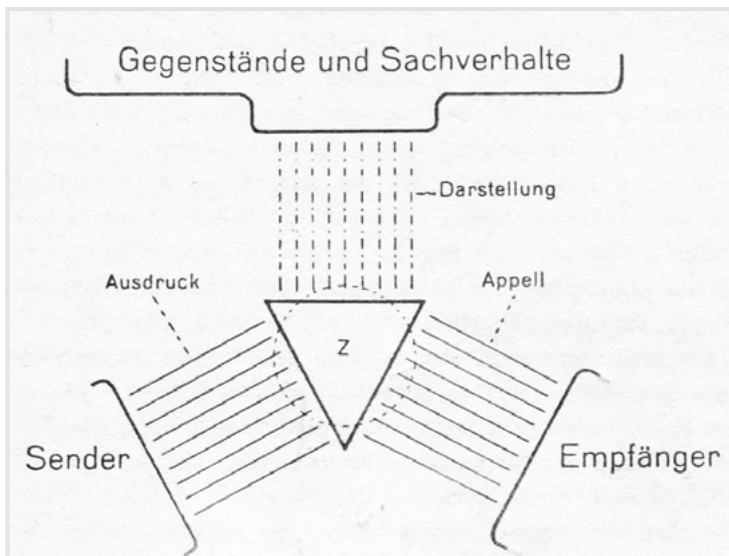 Gegenstände und Sachverhalte
Darstellung
Ausdruck
Appell
Z
Sender
Empfänger